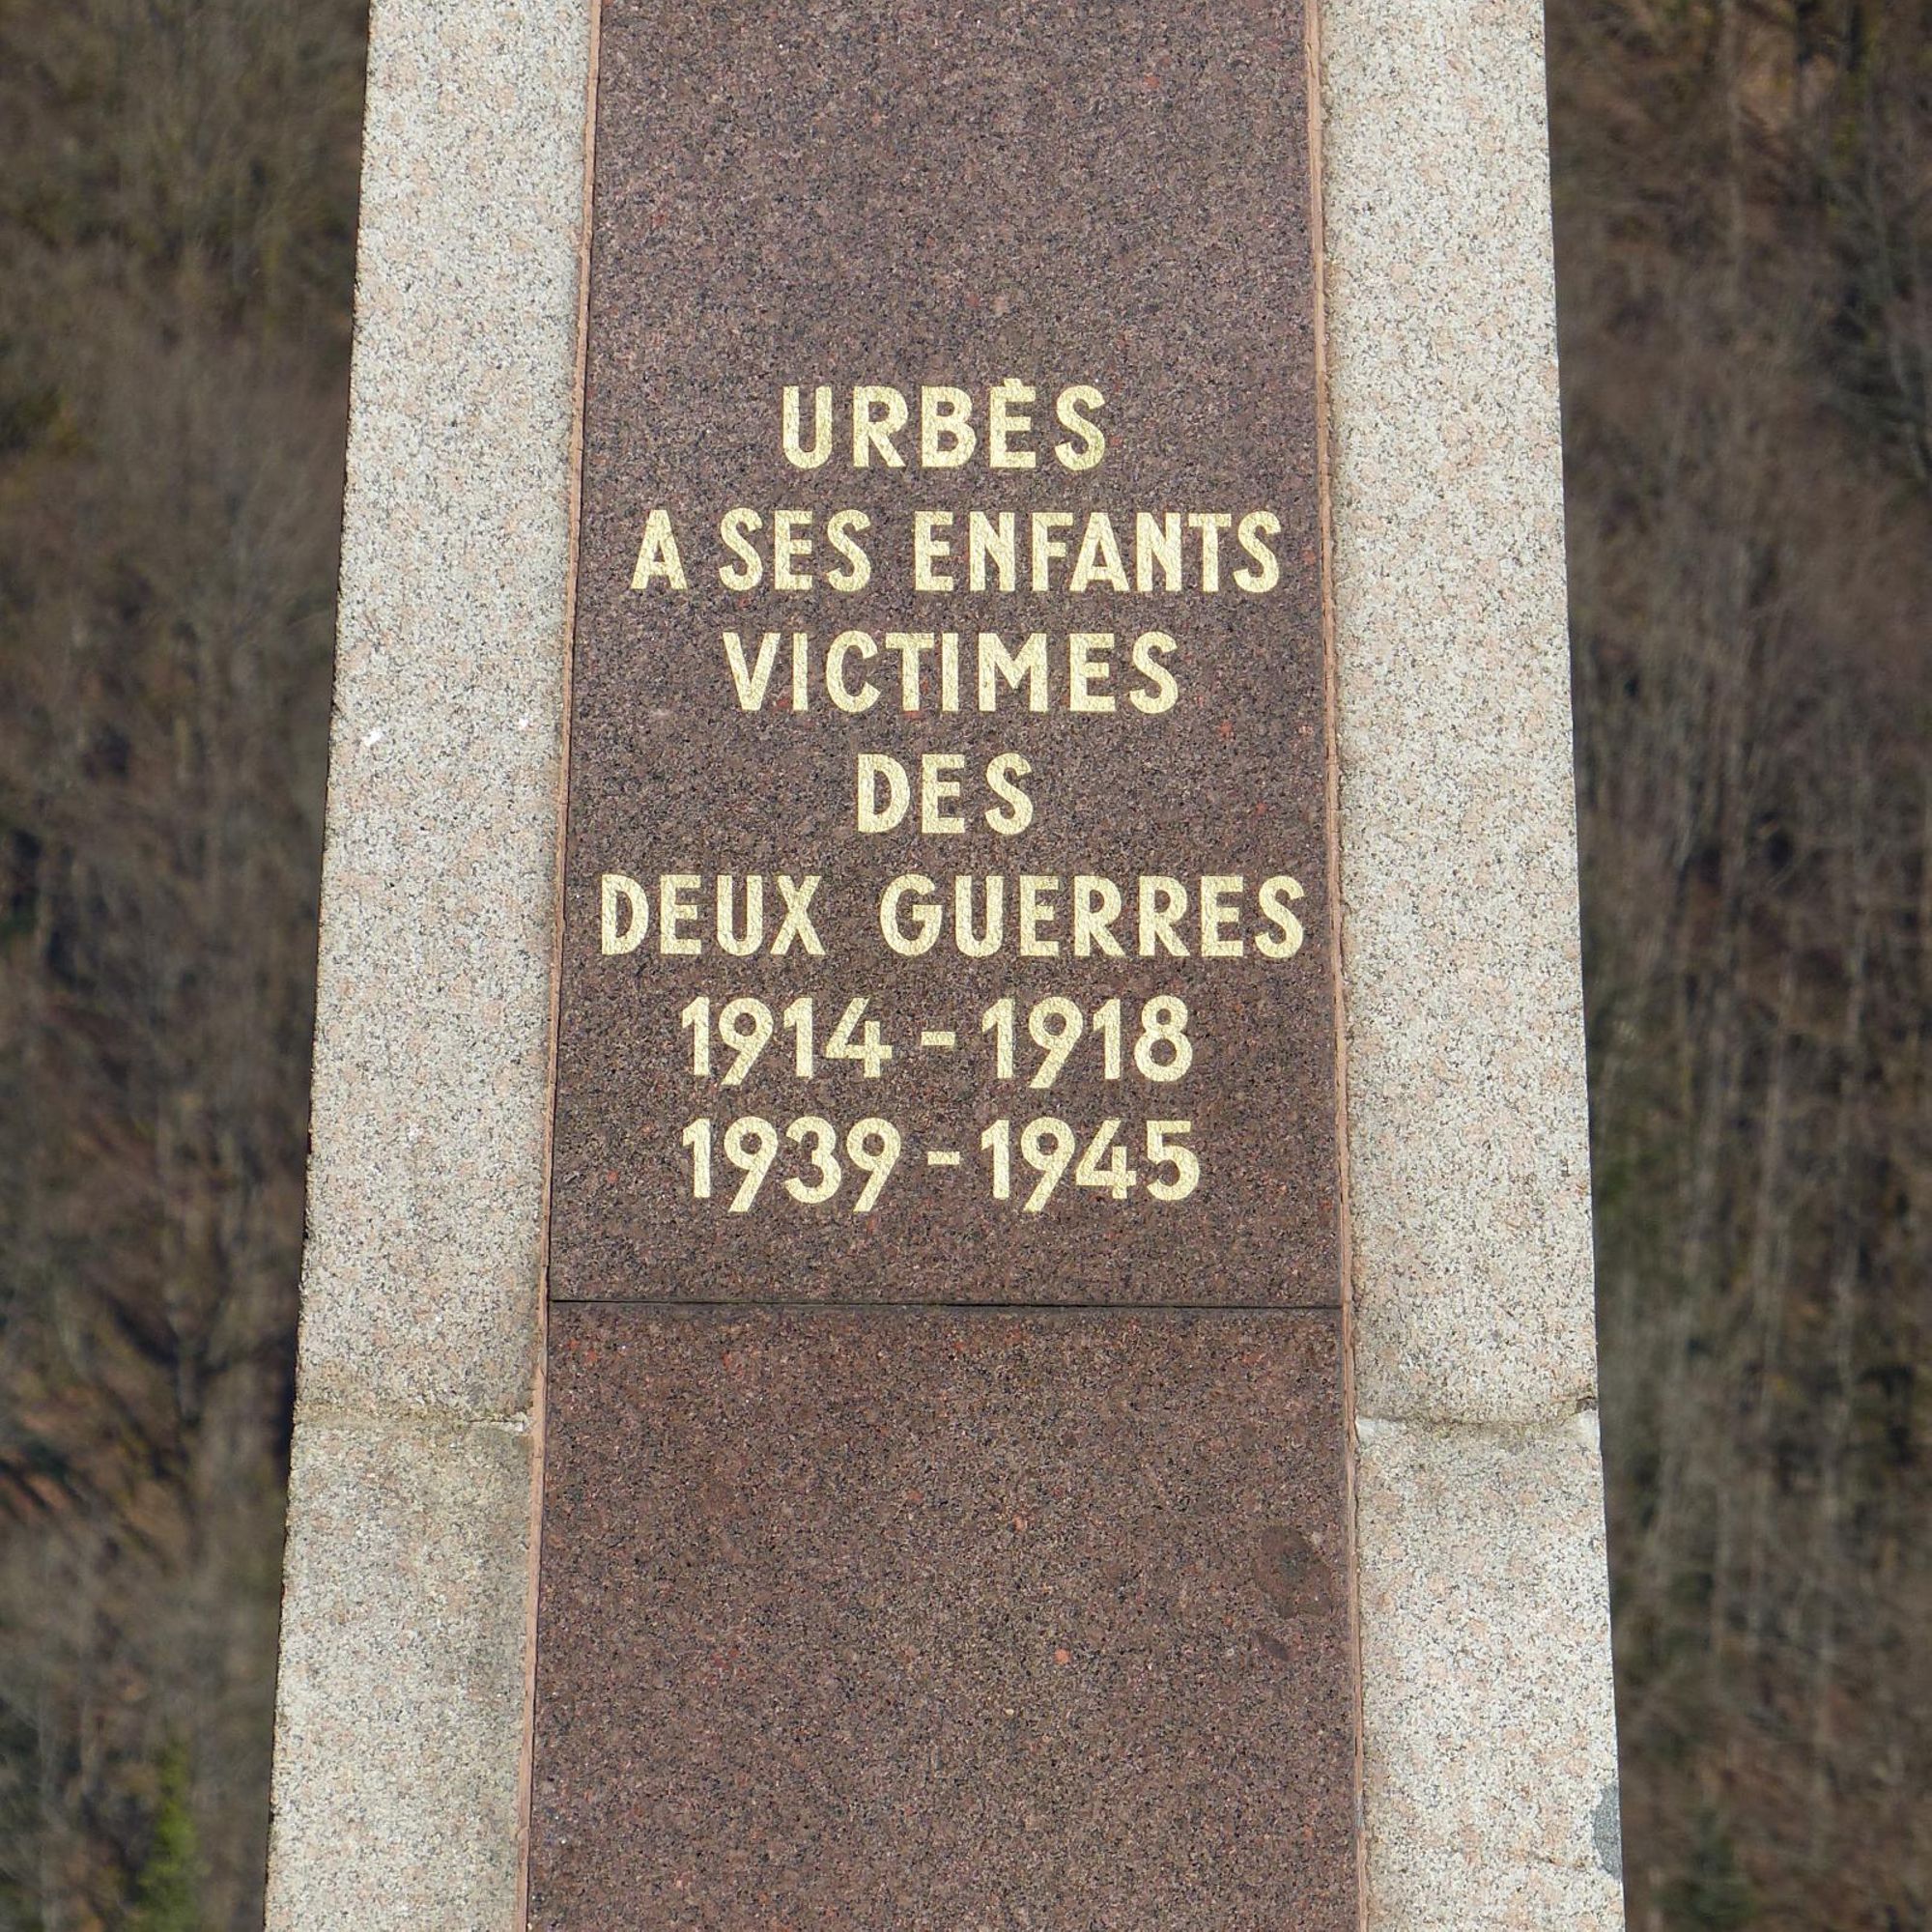 URBÈS
A SES ENFANTS
VICTIMES
DES
DEUX GUERRES
1914 - 1918
1939 - 1945